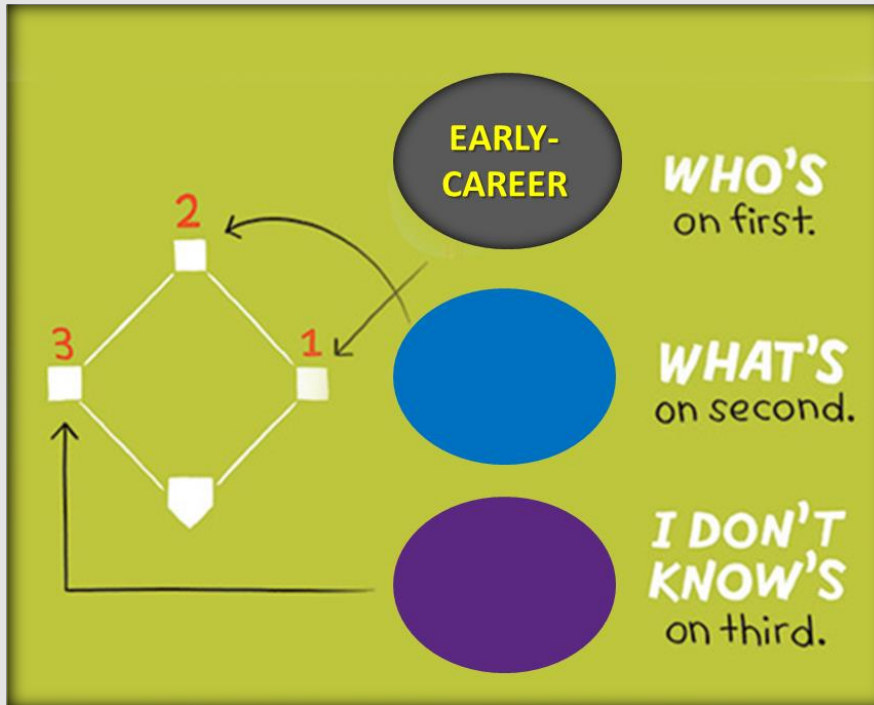 EARLY-
CAREER
WHO'S
on first.
2
3
1
WHAT'S
on second.
I DON'T
KNOW'S
on third.